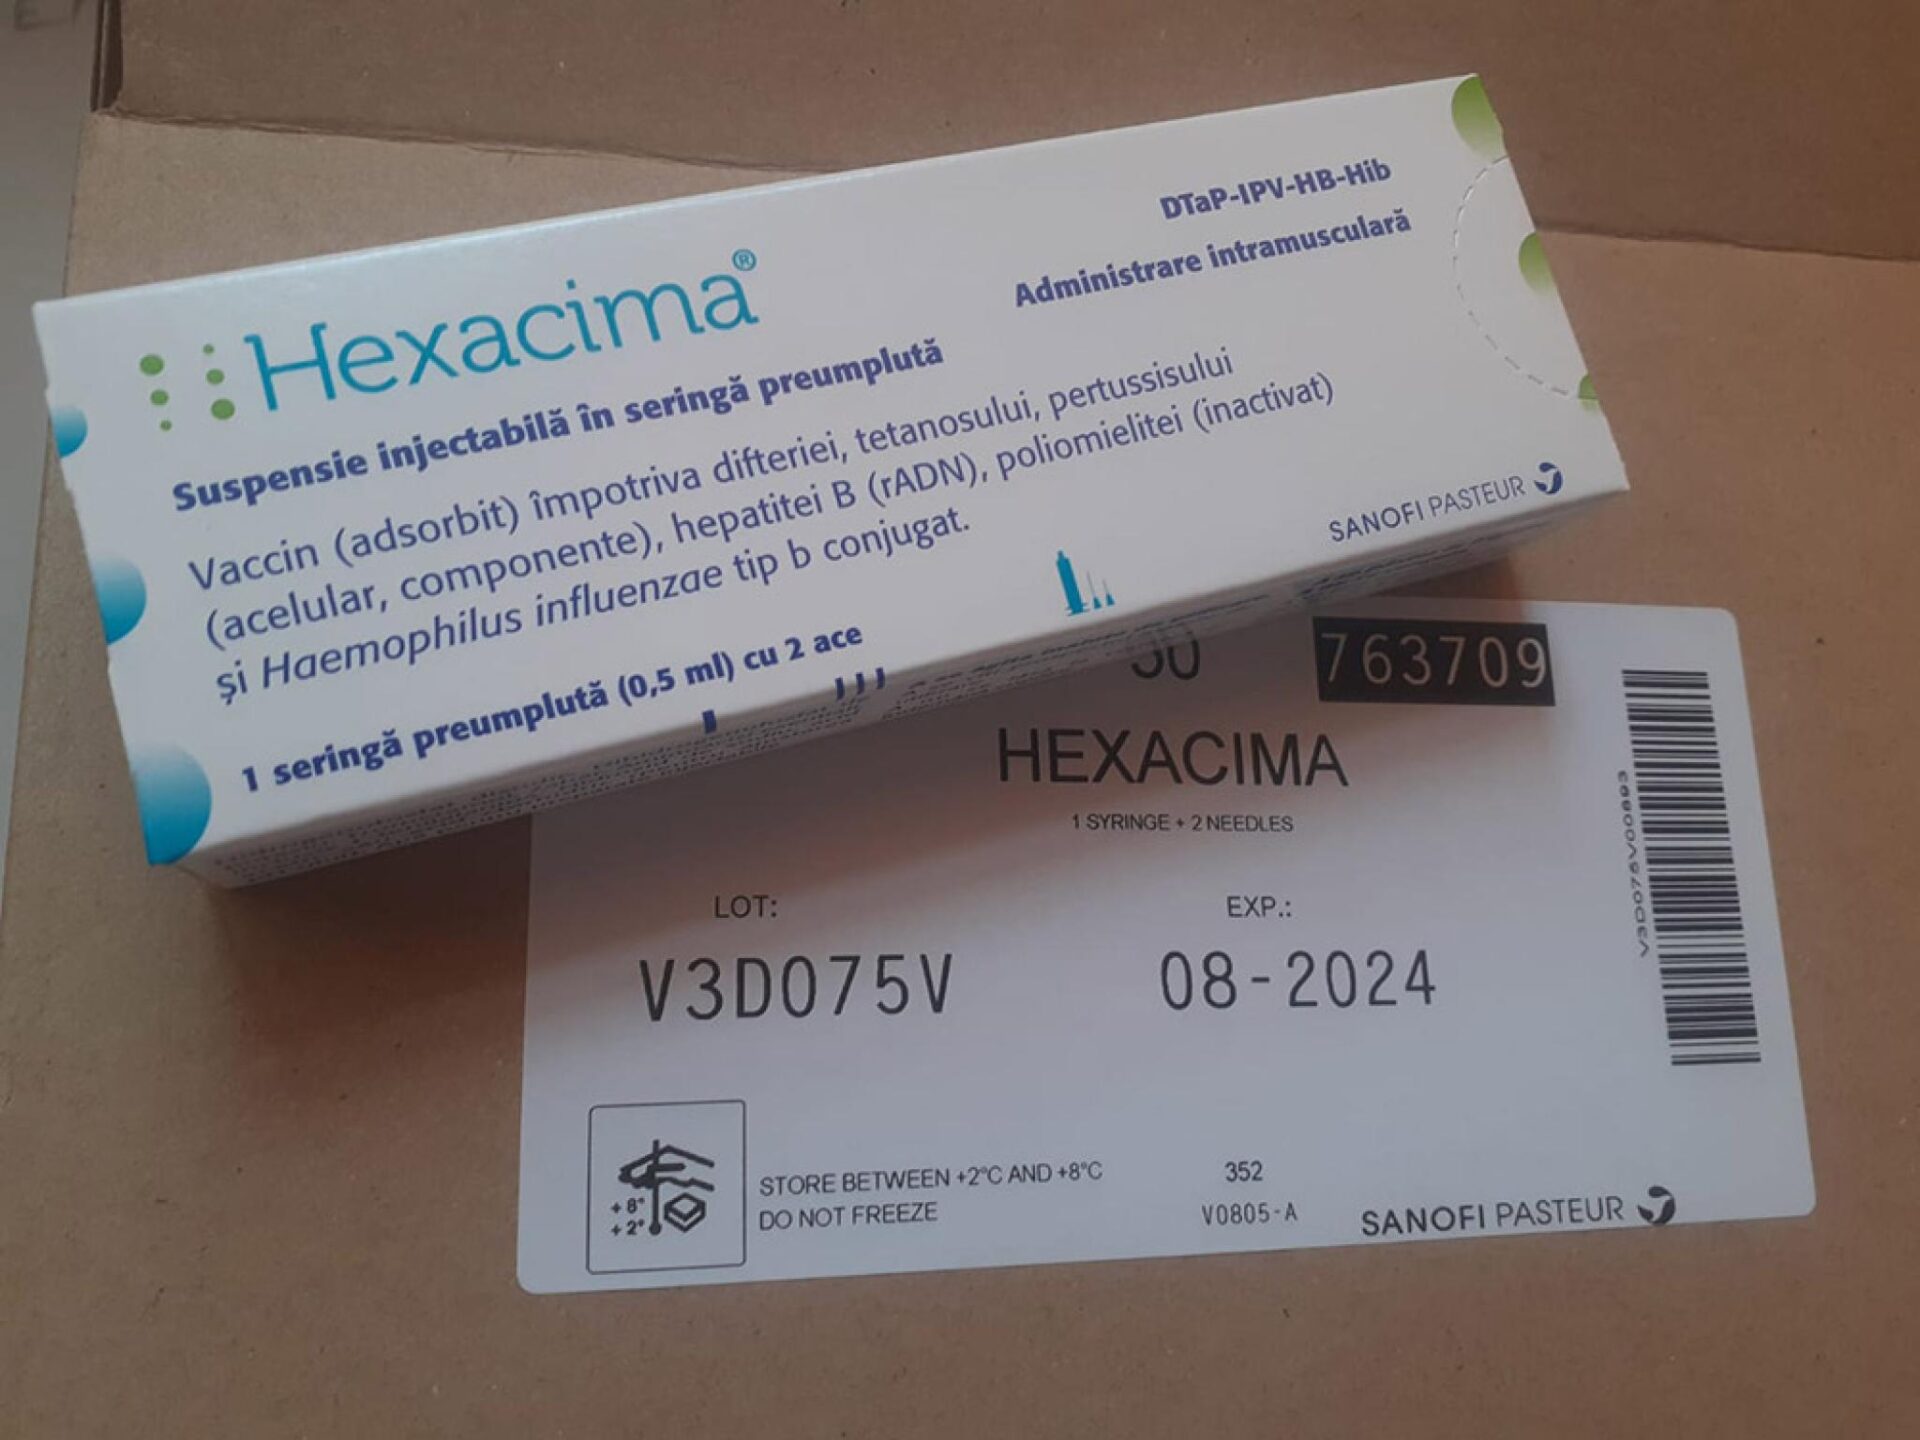 Hexacima®
DTaP-IPV-HB-Hib
Administrare intramusculară
Suspensie injectabilă în seringă preumplută
Vaccin (adsorbit) împotriva difteriei, tetanosului, pertussisului
(acelular, componente), hepatitei B (rADN), poliomielitei (inactivat)
și Haemophilus influenzae tip b conjugat.
1 seringă preumplută (0,5 ml) cu 2 ace
SANOFI PASTEUR
763709
HEXACIMA
1 SYRINGE + 2 NEEDLES
LOT:
EXP.:
V3D075V
08-2024
V3D075V00893
+8°
+2°
STORE BETWEEN +2°C AND +8°C
DO NOT FREEZE
352
V0805-A
SANOFI PASTEUR